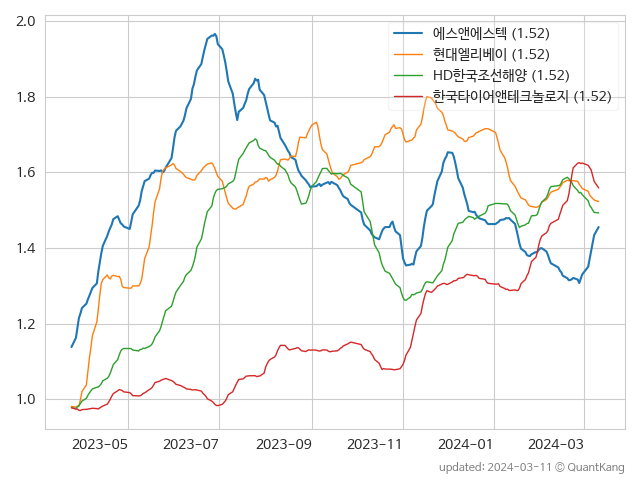 2.0
1.8
1.6
1.4
1.2
1.0
에스앤에스텍 (1.52)
현대엘리베이 (1.52)
HD한국조선해양 (1.52)
한국타이어앤테크놀로지 (1.52)
2023-05 2023-07 2023-09 2023-11 2024-01 2024-03
updated: 2024-03-11 © QuantKang